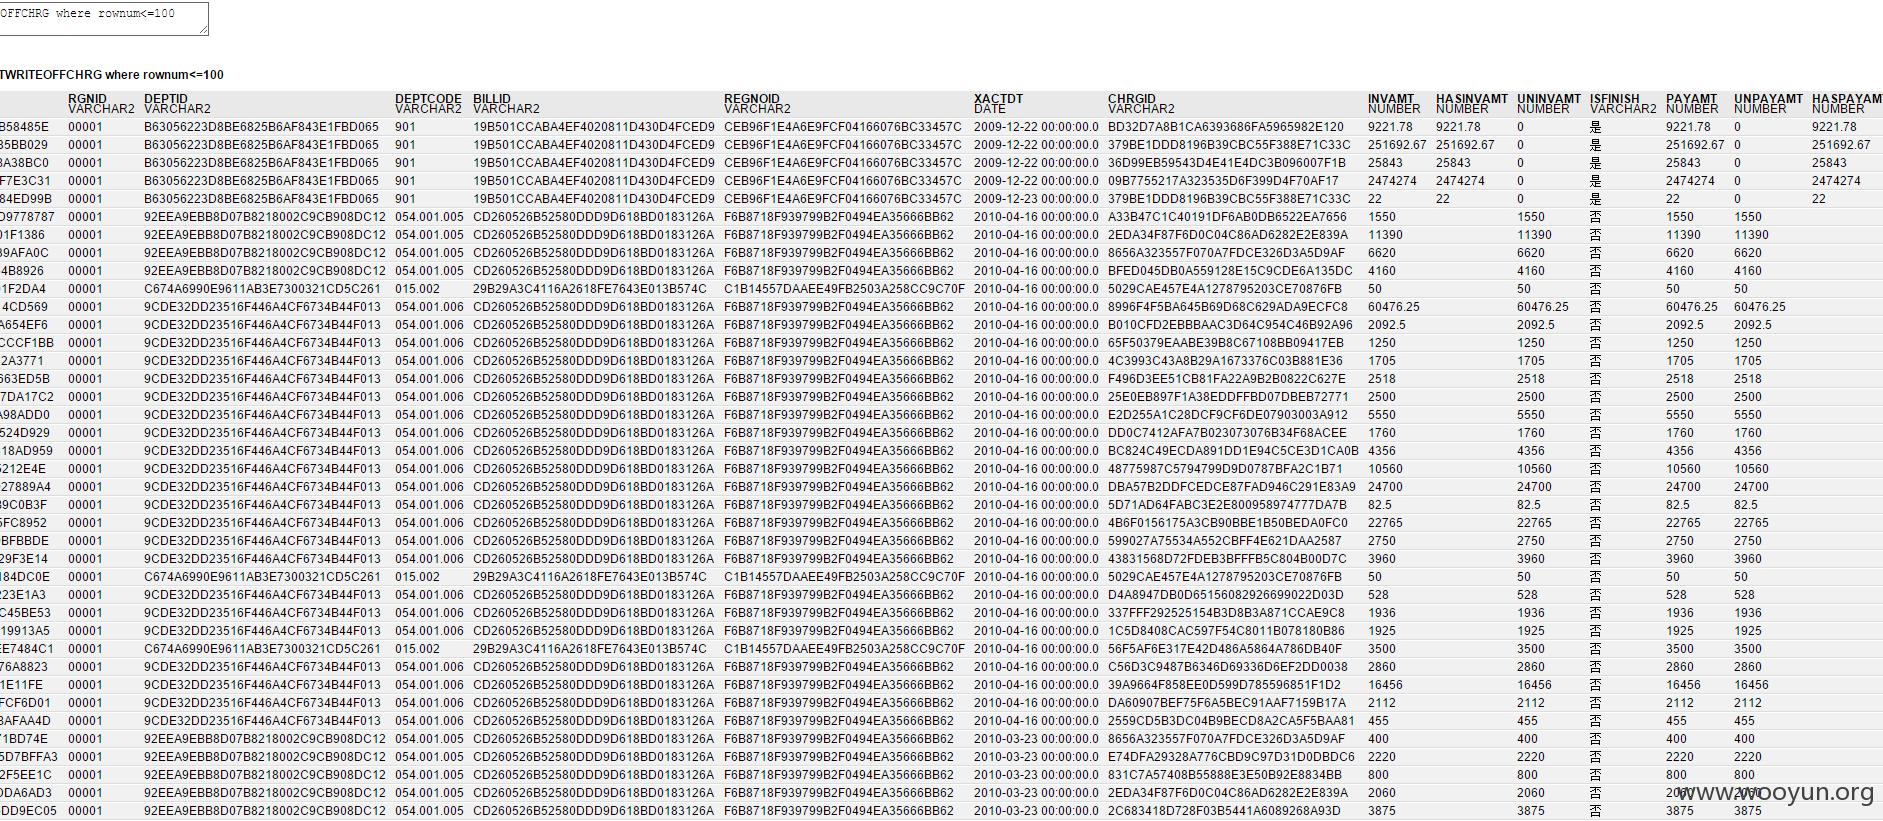 OFFCHRG where rownum<=100
TWRITEOFFCHRG where rownum<=100
RGNID DEPTID DEPTCODE BILLID REGNOID XACTDT CHRGID INVAMT HASINVAMT UNINVAMT ISFINISH PAYAMT UNPAYAMT HASPAYAM
VARCHAR2 VARCHAR2 VARCHAR2 VARCHAR2 VARCHAR2 DATE VARCHAR2 NUMBER NUMBER NUMBER VARCHAR2 NUMBER NUMBER NUMBER
B58485E 00001 B63056223D8BE6825B6AF843E1FBD065 901 19B501CCABA4EF4020811D430D4FCED9 CEB96F1E4A6E9FCF04166076BC33457C 2009-12-22 00:00:00.0 BD32D7A8B1CA6393686FA5965982E120 9221.78 9221.78 0 是 9221.78 0 9221.78
35BB029 00001 B63056223D8BE6825B6AF843E1FBD065 901 19B501CCABA4EF4020811D430D4FCED9 CEB96F1E4A6E9FCF04166076BC33457C 2009-12-22 00:00:00.0 379BE1DDD8196B39CBC55F388E71C33C 251692.67 251692.67 0 是 251692.67 0 251692.67
3A38BC0 00001 B63056223D8BE6825B6AF843E1FBD065 901 19B501CCABA4EF4020811D430D4FCED9 CEB96F1E4A6E9FCF04166076BC33457C 2009-12-22 00:00:00.0 36D99EB59543D4E41E4DC3B096007F1B 25843 25843 0 是 25843 0 25843
F7E3C31 00001 B63056223D8BE6825B6AF843E1FBD065 901 19B501CCABA4EF4020811D430D4FCED9 CEB96F1E4A6E9FCF04166076BC33457C 2009-12-22 00:00:00.0 09B7755217A323535D6F399D4F70AF17 2474274 2474274 0 是 2474274 0 2474274
84ED99B 00001 B63056223D8BE6825B6AF843E1FBD065 901 19B501CCABA4EF4020811D430D4FCED9 CEB96F1E4A6E9FCF04166076BC33457C 2009-12-23 00:00:00.0 379BE1DDD8196B39CBC55F388E71C33C 22 22 0 是 22 0 22
D9778787 00001 92EEA9EBB8D07B8218002C9CB908DC12 054.001.005 CD260526B52580DDD9D618BD0183126A F6B8718F939799B2F0494EA35666BB62 2010-04-16 00:00:00.0 A33B47C1C40191DF6AB0DB6522EA7656 1550 1550 否 1550 1550
01F1386 00001 92EEA9EBB8D07B8218002C9CB908DC12 054.001.005 CD260526B52580DDD9D618BD0183126A F6B8718F939799B2F0494EA35666BB62 2010-04-16 00:00:00.0 2EDA34F87F6D0C04C86AD6282E2E839A 11390 11390 否 11390 11390
39AFA0C 00001 92EEA9EBB8D07B8218002C9CB908DC12 054.001.005 CD260526B52580DDD9D618BD0183126A F6B8718F939799B2F0494EA35666BB62 2010-04-16 00:00:00.0 8656A323557F070A7FDCE326D3A5D9AF 6620 6620 否 6620 6620
54B8926 00001 92EEA9EBB8D07B8218002C9CB908DC12 054.001.005 CD260526B52580DDD9D618BD0183126A F6B8718F939799B2F0494EA35666BB62 2010-04-16 00:00:00.0 BFED045DB0A559128E15C9CDE6A135DC 4160 4160 否 4160 4160
01F2DA4 00001 C674A6990E9611AB3E7300321CD5C261 015.002 29B29A3C4116A2618FE7643E013B574C C1B14557DAAEE49FB2503A258CC9C70F 2010-04-16 00:00:00.0 5029CAE457E4A1278795203CE70876FB 50 50 否 50 50
14CD569 00001 9CDE32DD23516F446A4CF6734B44F013 054.001.006 CD260526B52580DDD9D618BD0183126A F6B8718F939799B2F0494EA35666BB62 2010-04-16 00:00:00.0 8996F4F5BA645B69D68C629ADA9ECFC8 60476.25 60476.25 否 60476.25 60476.25
A654EF6 00001 9CDE32DD23516F446A4CF6734B44F013 054.001.006 CD260526B52580DDD9D618BD0183126A F6B8718F939799B2F0494EA35666BB62 2010-04-16 00:00:00.0 B010CFD2EBBBAAC3D64C954C46B92A96 2092.5 2092.5 否 2092.5 2092.5
CCCF1BB 00001 9CDE32DD23516F446A4CF6734B44F013 054.001.006 CD260526B52580DDD9D618BD0183126A F6B8718F939799B2F0494EA35666BB62 2010-04-16 00:00:00.0 65F50379EAABE39B8C67108BB09417EB 1250 1250 否 1250 1250
2A3771 00001 9CDE32DD23516F446A4CF6734B44F013 054.001.006 CD260526B52580DDD9D618BD0183126A F6B8718F939799B2F0494EA35666BB62 2010-04-16 00:00:00.0 4C3993C43A8B29A1673376C03B881E36 1705 1705 否 1705 1705
663ED5B 00001 9CDE32DD23516F446A4CF6734B44F013 054.001.006 CD260526B52580DDD9D618BD0183126A F6B8718F939799B2F0494EA35666BB62 2010-04-16 00:00:00.0 F496D3EE51CB81FA22A9B2B0822C627E 2518 2518 否 2518 2518
7DA17C2 00001 9CDE32DD23516F446A4CF6734B44F013 054.001.006 CD260526B52580DDD9D618BD0183126A F6B8718F939799B2F0494EA35666BB62 2010-04-16 00:00:00.0 25E0EB897F1A38EDDFFBD07DBEB72771 2500 2500 否 2500 2500
A98ADD0 00001 9CDE32DD23516F446A4CF6734B44F013 054.001.006 CD260526B52580DDD9D618BD0183126A F6B8718F939799B2F0494EA35666BB62 2010-04-16 00:00:00.0 E2D255A1C28DCF9CF6DE07903003A912 5550 5550 否 5550 5550
524D929 00001 9CDE32DD23516F446A4CF6734B44F013 054.001.006 CD260526B52580DDD9D618BD0183126A F6B8718F939799B2F0494EA35666BB62 2010-04-16 00:00:00.0 DD0C7412AFA7B023073076B34F68ACEE 1760 1760 否 1760 1760
18AD959 00001 9CDE32DD23516F446A4CF6734B44F013 054.001.006 CD260526B52580DDD9D618BD0183126A F6B8718F939799B2F0494EA35666BB62 2010-04-16 00:00:00.0 BC824C49ECDA891DD1E94C5CE3D1CA0B 4356 4356 否 4356 4356
5212E4E 00001 9CDE32DD23516F446A4CF6734B44F013 054.001.006 CD260526B52580DDD9D618BD0183126A F6B8718F939799B2F0494EA35666BB62 2010-04-16 00:00:00.0 48775987C5794799D9D0787BFA2C1B71 10560 10560 否 10560 10560
27889A4 00001 9CDE32DD23516F446A4CF6734B44F013 054.001.006 CD260526B52580DDD9D618BD0183126A F6B8718F939799B2F0494EA35666BB62 2010-04-16 00:00:00.0 DBA57B2DDFCEDCE87FAD946C291E83A9 24700 24700 否 24700 24700
39C0B3F 00001 9CDE32DD23516F446A4CF6734B44F013 054.001.006 CD260526B52580DDD9D618BD0183126A F6B8718F939799B2F0494EA35666BB62 2010-04-16 00:00:00.0 5D71AD64FABC3E2E800958974777DA7B 82.5 82.5 否 82.5 82.5
5FC8952 00001 9CDE32DD23516F446A4CF6734B44F013 054.001.006 CD260526B52580DDD9D618BD0183126A F6B8718F939799B2F0494EA35666BB62 2010-04-16 00:00:00.0 4B6F0156175A3CB90BBE1B50BEDA0FC0 22765 22765 否 22765 22765
BFBBDE 00001 9CDE32DD23516F446A4CF6734B44F013 054.001.006 CD260526B52580DDD9D618BD0183126A F6B8718F939799B2F0494EA35666BB62 2010-04-16 00:00:00.0 599027A75534A552CBFF4E621DAA2587 2750 2750 否 2750 2750
29F3E14 00001 9CDE32DD23516F446A4CF6734B44F013 054.001.006 CD260526B52580DDD9D618BD0183126A F6B8718F939799B2F0494EA35666BB62 2010-04-16 00:00:00.0 43831568D72FDEB3BFFFB5C804B00D7C 3960 3960 否 3960 3960
184DC0E 00001 C674A6990E9611AB3E7300321CD5C261 015.002 29B29A3C4116A2618FE7643E013B574C C1B14557DAAEE49FB2503A258CC9C70F 2010-04-16 00:00:00.0 5029CAE457E4A1278795203CE70876FB 50 50 否 50 50
223E1A3 00001 9CDE32DD23516F446A4CF6734B44F013 054.001.006 CD260526B52580DDD9D618BD0183126A F6B8718F939799B2F0494EA35666BB62 2010-04-16 00:00:00.0 D4A8947DB0D65156082926699022D03D 528 528 否 528 528
C45BE53 00001 9CDE32DD23516F446A4CF6734B44F013 054.001.006 CD260526B52580DDD9D618BD0183126A F6B8718F939799B2F0494EA35666BB62 2010-04-16 00:00:00.0 337FFF292525154B3D8B3A871CCAE9C8 1936 1936 否 1936 1936
19913A5 00001 9CDE32DD23516F446A4CF6734B44F013 054.001.006 CD260526B52580DDD9D618BD0183126A F6B8718F939799B2F0494EA35666BB62 2010-04-16 00:00:00.0 1C5D8408CAC597F54C8011B078180B86 1925 1925 否 1925 1925
EE7484C1 00001 C674A6990E9611AB3E7300321CD5C261 015.002 29B29A3C4116A2618FE7643E013B574C C1B14557DAAEE49FB2503A258CC9C70F 2010-04-16 00:00:00.0 56F5AF6E317E42D486A5864A786DB40F 3500 3500 否 3500 3500
76A8823 00001 9CDE32DD23516F446A4CF6734B44F013 054.001.006 CD260526B52580DDD9D618BD0183126A F6B8718F939799B2F0494EA35666BB62 2010-04-16 00:00:00.0 C56D3C9487B6346D69336D6EF2DD0038 2860 2860 否 2860 2860
1E11FE 00001 9CDE32DD23516F446A4CF6734B44F013 054.001.006 CD260526B52580DDD9D618BD0183126A F6B8718F939799B2F0494EA35666BB62 2010-04-16 00:00:00.0 39A9664F858EE0D599D785596851F1D2 16456 16456 否 16456 16456
FCF6D01 00001 9CDE32DD23516F446A4CF6734B44F013 054.001.006 CD260526B52580DDD9D618BD0183126A F6B8718F939799B2F0494EA35666BB62 2010-04-16 00:00:00.0 DA60907BEF75F6A5BEC91AAF7159B17A 2112 2112 否 2112 2112
3AFAA4D 00001 9CDE32DD23516F446A4CF6734B44F013 054.001.006 CD260526B52580DDD9D618BD0183126A F6B8718F939799B2F0494EA35666BB62 2010-04-16 00:00:00.0 2559CD5B3DC04B9BECD8A2CA5F5BAA81 455 455 否 455 455
71BD74E 00001 92EEA9EBB8D07B8218002C9CB908DC12 054.001.005 CD260526B52580DDD9D618BD0183126A F6B8718F939799B2F0494EA35666BB62 2010-03-23 00:00:00.0 8656A323557F070A7FDCE326D3A5D9AF 400 400 否 400 400
5D7BFFA3 00001 92EEA9EBB8D07B8218002C9CB908DC12 054.001.005 CD260526B52580DDD9D618BD0183126A F6B8718F939799B2F0494EA35666BB62 2010-03-23 00:00:00.0 E74DFA29328A776CBD9C97D31D0DBDC6 2220 2220 否 2220 2220
2F5EE1C 00001 92EEA9EBB8D07B8218002C9CB908DC12 054.001.005 CD260526B52580DDD9D618BD0183126A F6B8718F939799B2F0494EA35666BB62 2010-03-23 00:00:00.0 831C7A57408B55888E3E50B92E8834BB 800 800 否 800 800
DDA6AD3 00001 92EEA9EBB8D07B8218002C9CB908DC12 054.001.005 CD260526B52580DDD9D618BD0183126A F6B8718F939799B2F0494EA35666BB62 2010-03-23 00:00:00.0 2EDA34F87F6D0C04C86AD6282E2E839A 2060 2060 否 2060 2060
DD9EC05 00001 92EEA9EBB8D07B8218002C9CB908DC12 054.001.005 CD260526B52580DDD9D618BD0183126A F6B8718F939799B2F0494EA35666BB62 2010-03-23 00:00:00.0 2C683418D728F03B5441A6089268A93D 3875 3875 否 3875 3875
www.wooyun.org